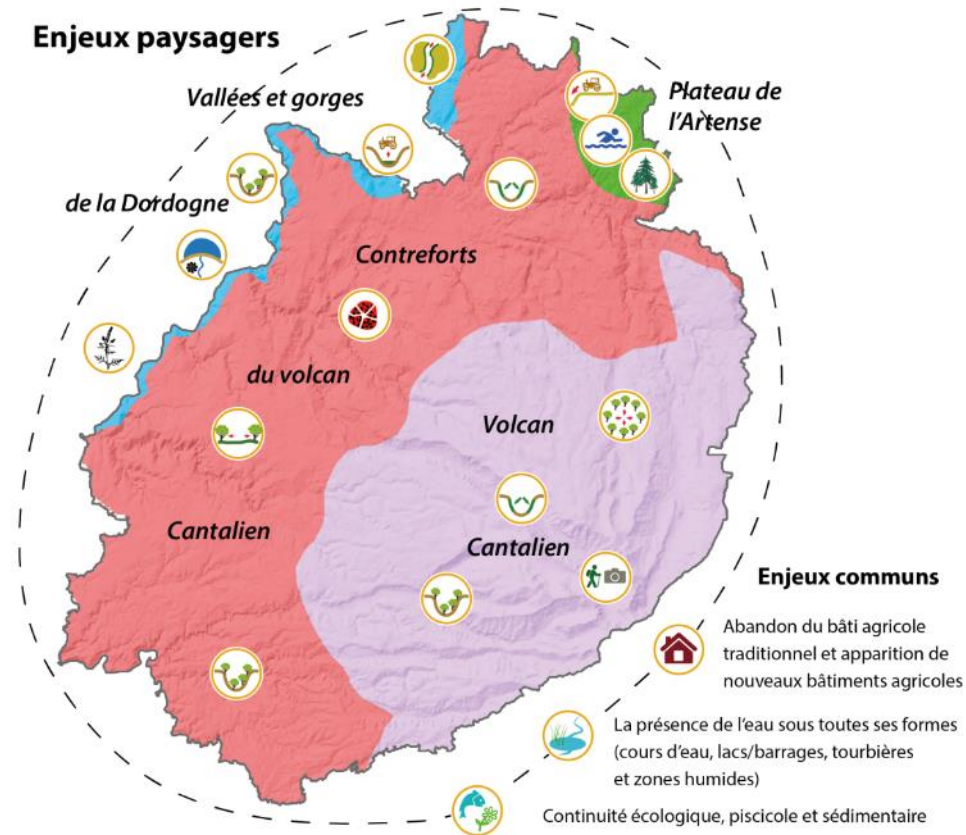 Enjeux paysagers
Vallées et gorges
de la Dordogne
Plateau de
l'Artense
Contreforts
du volcan
Cantalien
Volcan
Cantalien
Enjeux communs
Abandon du bâti agricole
traditionnel et apparition de
nouveaux bâtiments agricoles
La présence de l'eau sous toutes ses formes
(cours d'eau, lacs/barrages, tourbières
et zones humides)
Continuité écologique, piscicole et sédimentaire